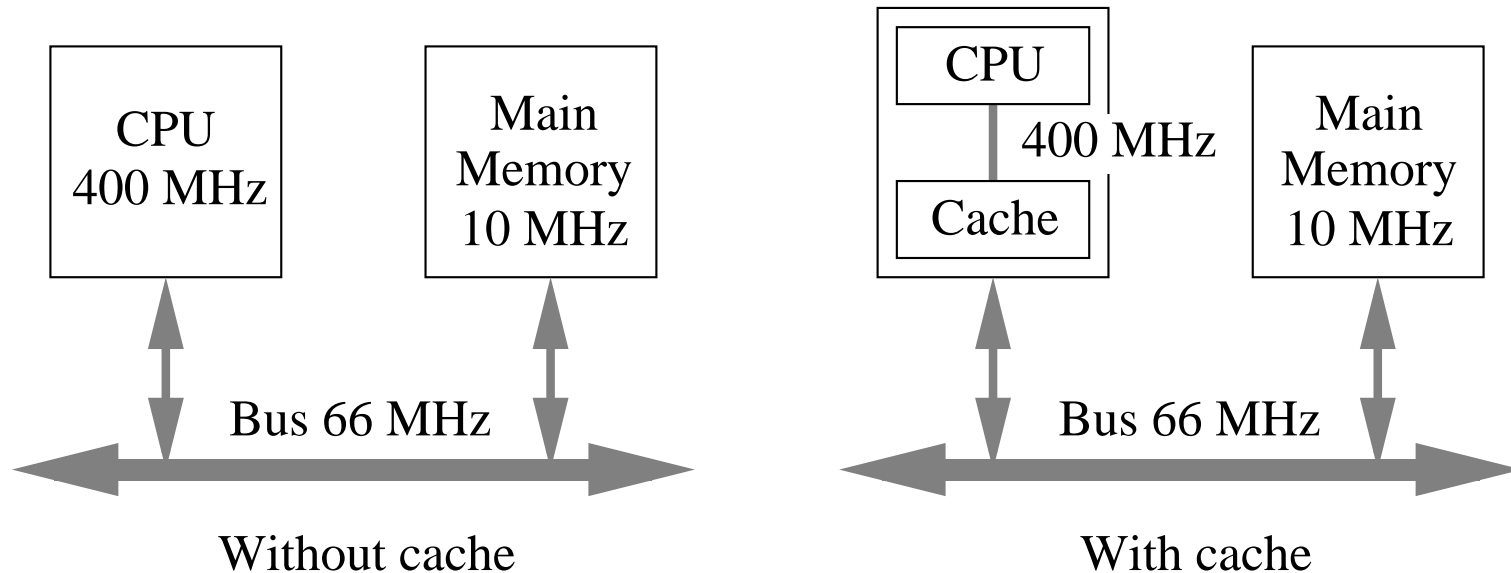 CPU
400 MHz
Main
Memory
10 MHz
Bus 66 MHz
Without cache
CPU
400 MHz
Cache
Main
Memory
10 MHz
Bus 66 MHz
With cache